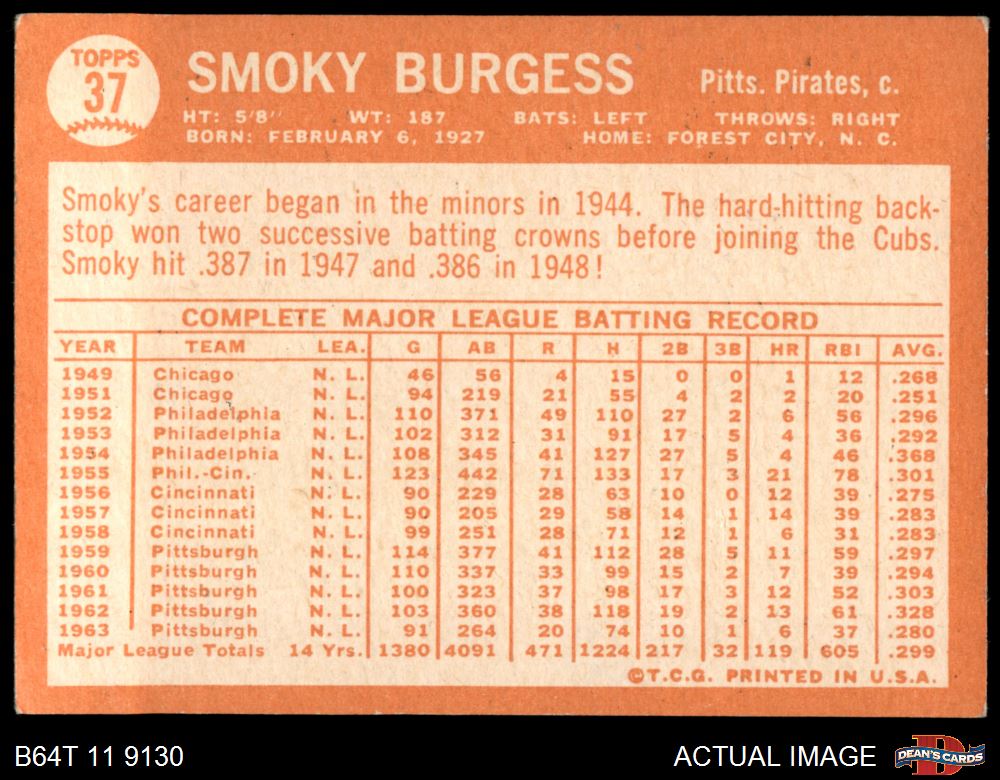 TOPPS
37
SMOKY BURGESS
Pitts. Pirates, c.
HT: 5'8" WT: 187 BATS: LEFT THROWS: RIGHT
BORN: FEBRUARY 6, 1927 HOME: FOREST CITY, N. C.
Smoky's career began in the minors in 1944. The hard-hitting back-
stop won two successive batting crowns before joining the Cubs.
Smoky hit .387 in 1947 and .386 in 1948!
COMPLETE MAJOR LEAGUE BATTING RECORD
YEAR TEAM LEA. G AB R H 2B 3B HR RBI AVG.
1949 Chicago N. L. 46 56 4 15 0 0 1 12 .268
1951 Chicago N. L. 94 219 21 55 4 2 2 20 .251
1952 Philadelphia N. L. 110 371 49 110 27 2 6 56 .296
1953 Philadelphia N. L. 102 312 31 91 17 5 4 36 .292
1954 Philadelphia N. L. 108 345 41 127 27 5 4 46 .368
1955 Phil.-Cin. N. L. 123 442 71 133 17 3 21 78 .301
1956 Cincinnati N. L. 90 229 28 63 10 0 12 39 .275
1957 Cincinnati N. L. 90 205 29 58 14 1 14 39 .283
1958 Cincinnati N. L. 99 251 28 71 12 1 6 31 .283
1959 Pittsburgh N. L. 114 377 41 112 28 5 11 59 .297
1960 Pittsburgh N. L. 110 337 33 99 15 2 7 39 .294
1961 Pittsburgh N. L. 100 323 37 98 17 3 12 52 .303
1962 Pittsburgh N. L. 103 360 38 118 19 2 13 61 .328
1963 Pittsburgh N. L. 91 264 20 74 10 1 6 37 .280
Major League Totals 14 Yrs. 1380 4091 471 1224 217 32 119 605 .299
©T.C.G. PRINTED IN U.S.A.
B64T 11 9130
ACTUAL IMAGE
DEAN'S CARDS